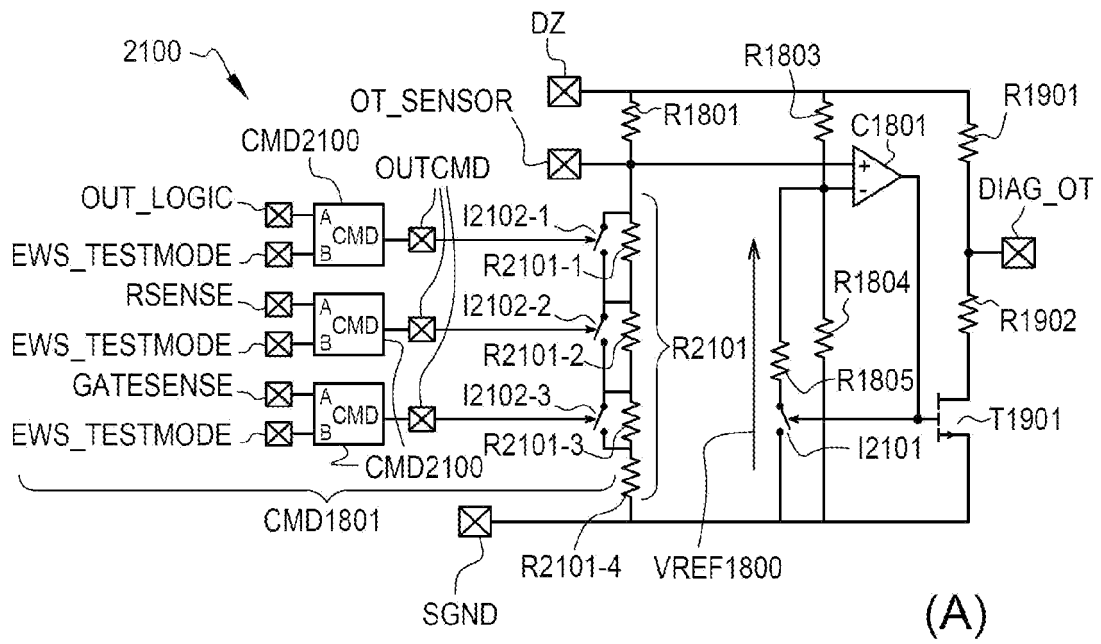 2100
DZ
R1803
OT_SENSOR
R1801
C1801
R1901
CMD2100
OUTCMD
DIAG_OT
OUT_LOGIC
A
CMD
B
I2102-1
EWS_TESTMODE
R2101-1
RSENSE
A
CMD
B
I2102-2
R1804
R1902
EWS_TESTMODE
R2101-2
R2101
R1805
GATESENSE
A
CMD
B
I2102-3
T1901
EWS_TESTMODE
R2101-3
I2101
CMD2100
CMD1801
R2101-4
VREF1800
SGND
+
-
(A)